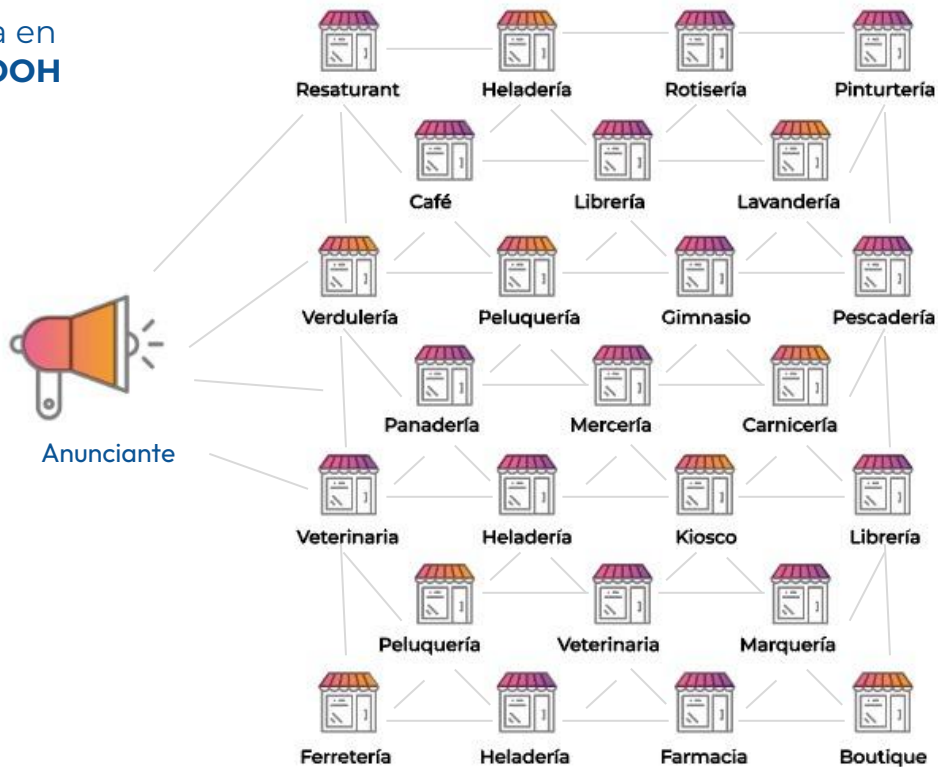 a en
OOH
Resaturant Heladería Rotisería Pinturtería
Café Librería Lavandería
Verdulería Peluquería Gimnasio Pescadería
Panadería Mercería Carnicería
Anunciante
Veterinaria Heladería Kiosco Librería
Peluquería Veterinaria Marquería
Ferretería Heladería Farmacia Boutique